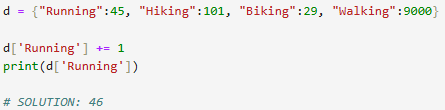 d = {"Running":45, "Hiking":101, "Biking":29, "Walking":9000}
d['Running'] += 1
print(d['Running'])
# SOLUTION: 46